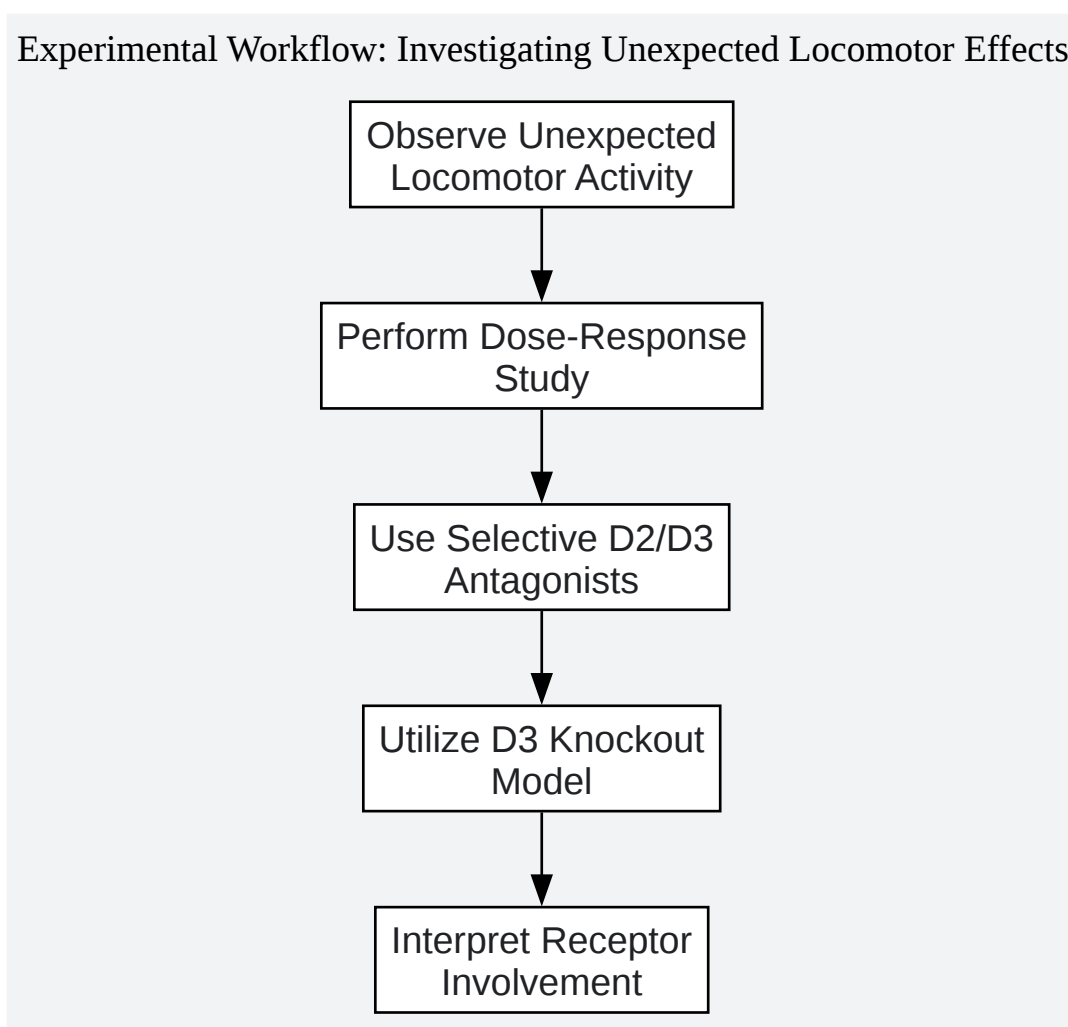 Experimental Workflow: Investigating Unexpected Locomotor Effects
Observe Unexpected
Locomotor Activity
Perform Dose-Response
Study
Use Selective D2/D3
Antagonists
Utilize D3 Knockout
Model
Interpret Receptor
Involvement